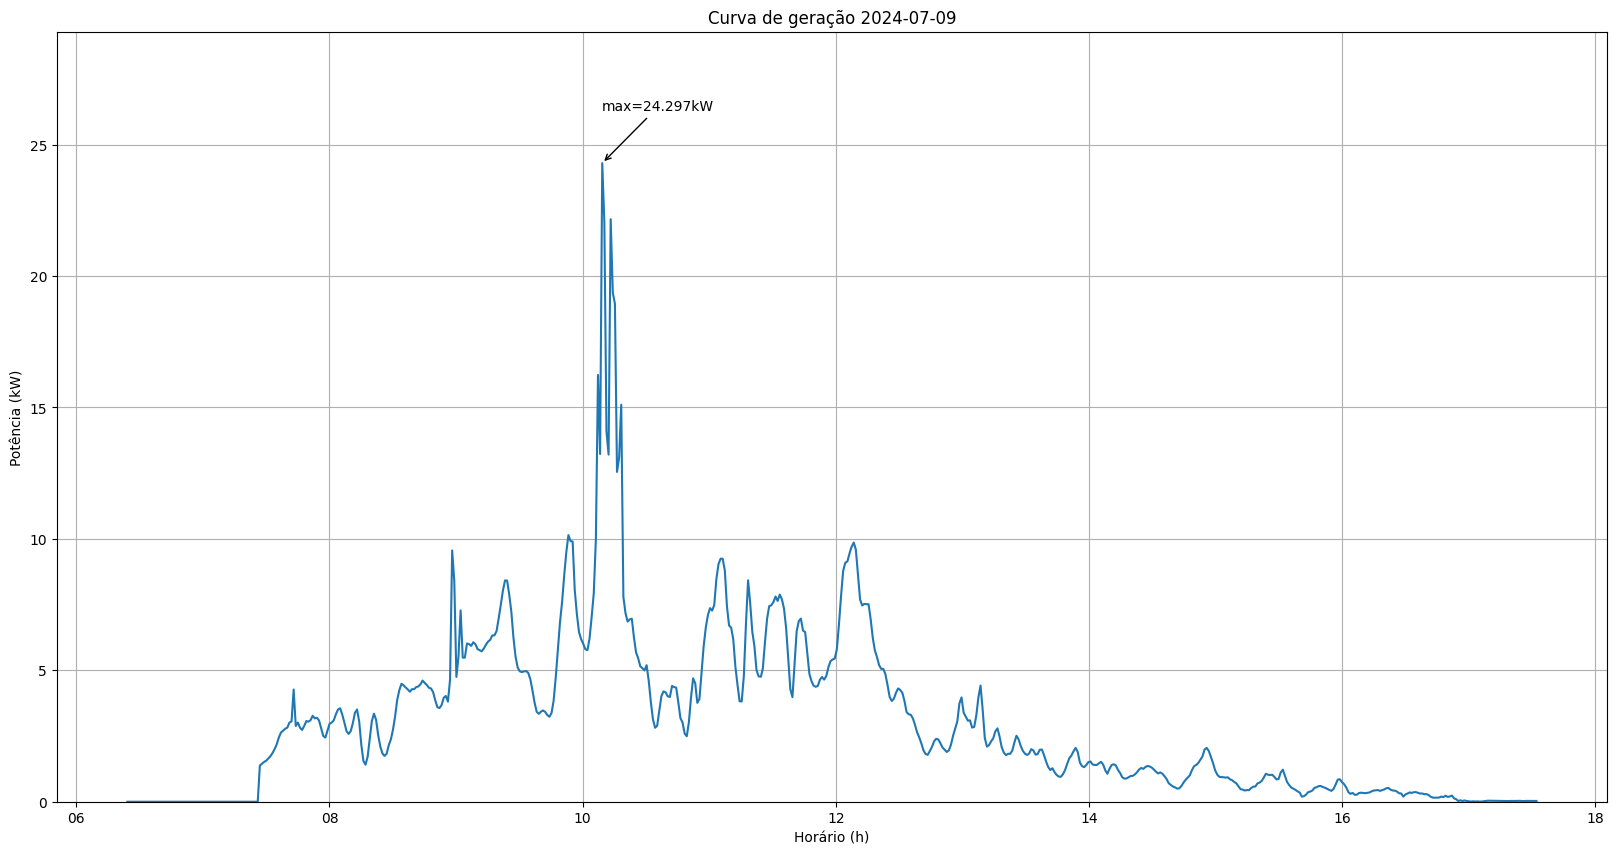 Curva de geração 2024-07-09
max=24.297kW
Potência (kW)
25
20
15
10
5
0
06 08 10 12 14 16 18
Horário (h)